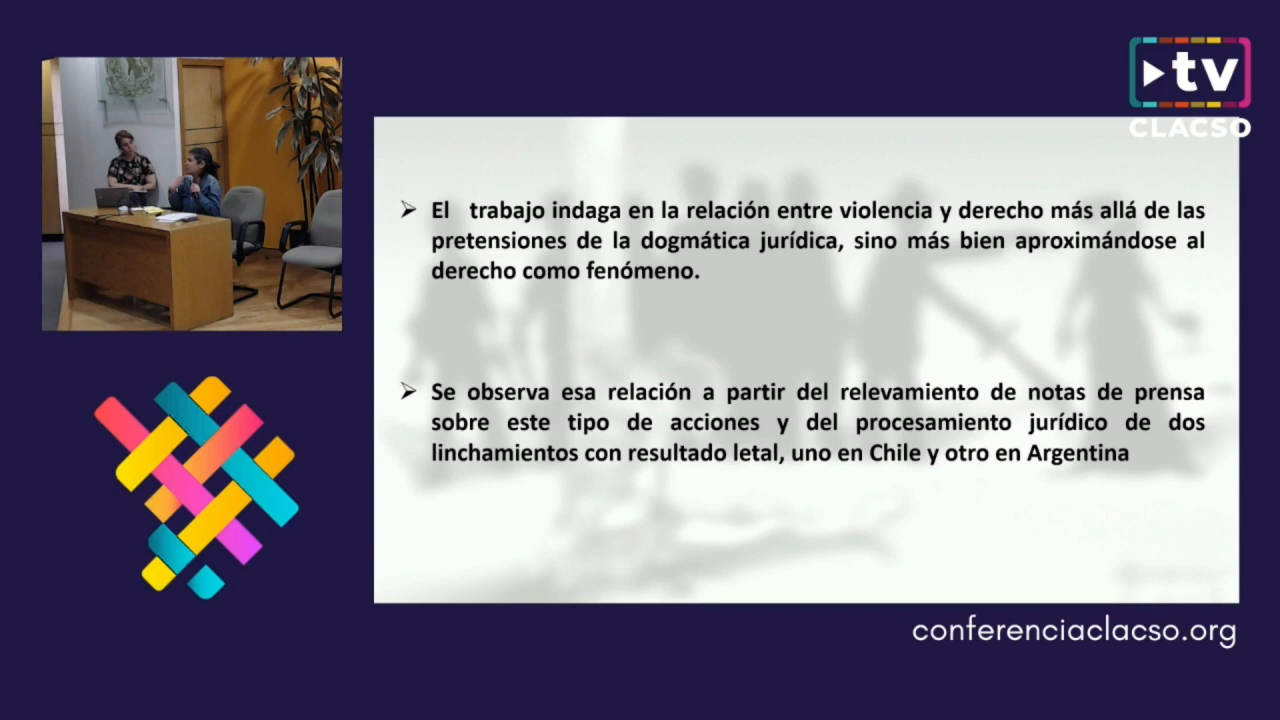 tv
CLACSO
El trabajo indaga en la relación entre violencia y derecho más allá de las
pretensiones de la dogmática jurídica, sino más bien aproximándose al
derecho como fenómeno.
Se observa esa relación a partir del relevamiento de notas de prensa
sobre este tipo de acciones y del procesamiento jurídico de dos
linchamientos con resultado letal, uno en Chile y otro en Argentina
conferenciaclacso.org